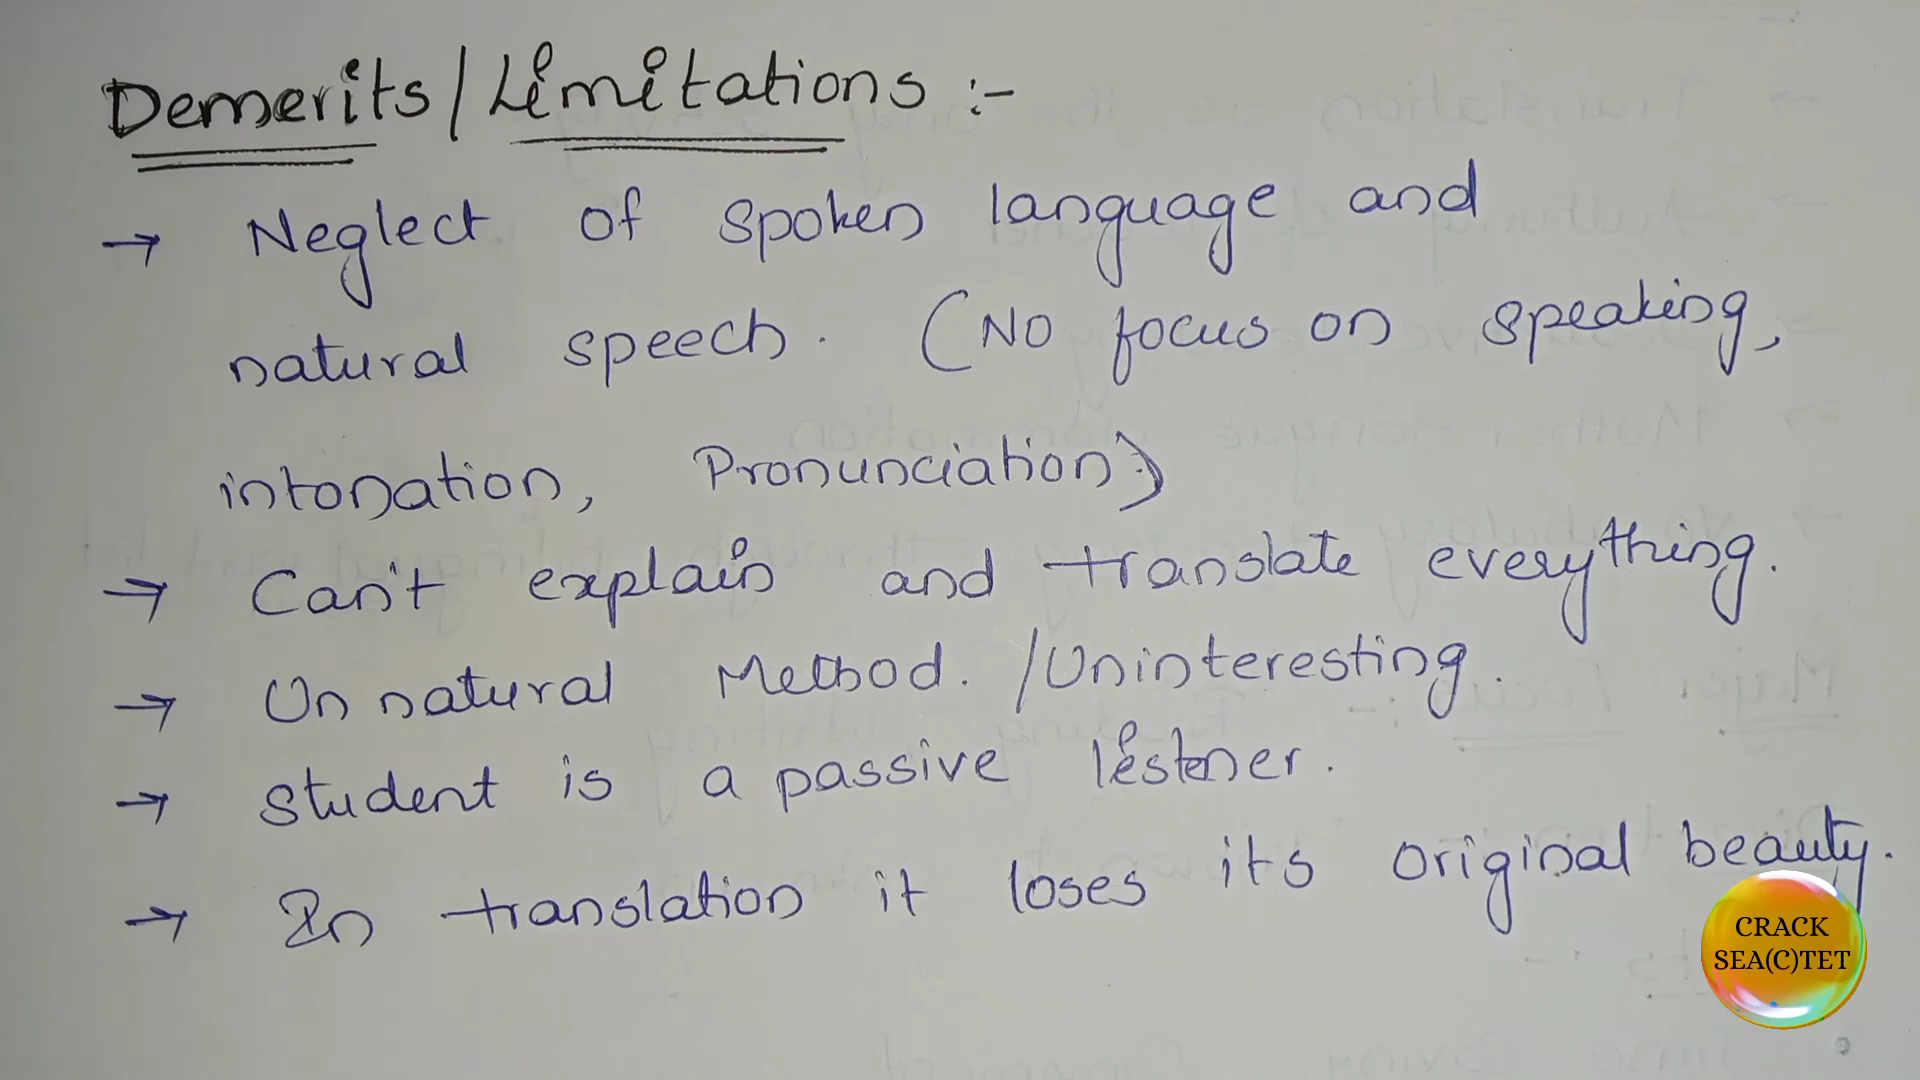 Demerits/Limitations :-
→ Neglect of spoken language and
natural speech. (No focus on speaking,
intonation, Pronunciation)
→ Can't explain and translate everything.
→ Un natural Method. /Uninteresting.
→ student is a passive listener.
→ In translation it loses its original beauty.
CRACK
SEA(C)TET